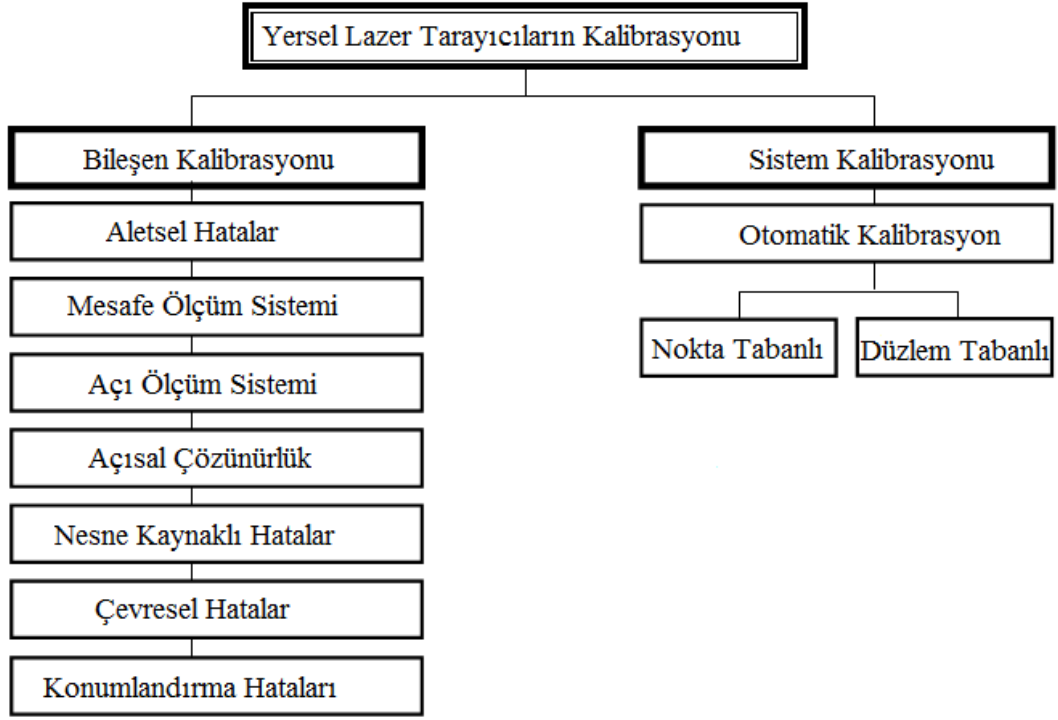 Yersel Lazer Tarayıcıların Kalibrasyonu
Bileşen Kalibrasyonu
Aletsel Hatalar
Mesafe Ölçüm Sistemi
Açı Ölçüm Sistemi
Açısal Çözünürlük
Nesne Kaynaklı Hatalar
Çevresel Hatalar
Konumlandırma Hataları
Sistem Kalibrasyonu
Otomatik Kalibrasyon
Nokta Tabanlı
Düzlem Tabanlı